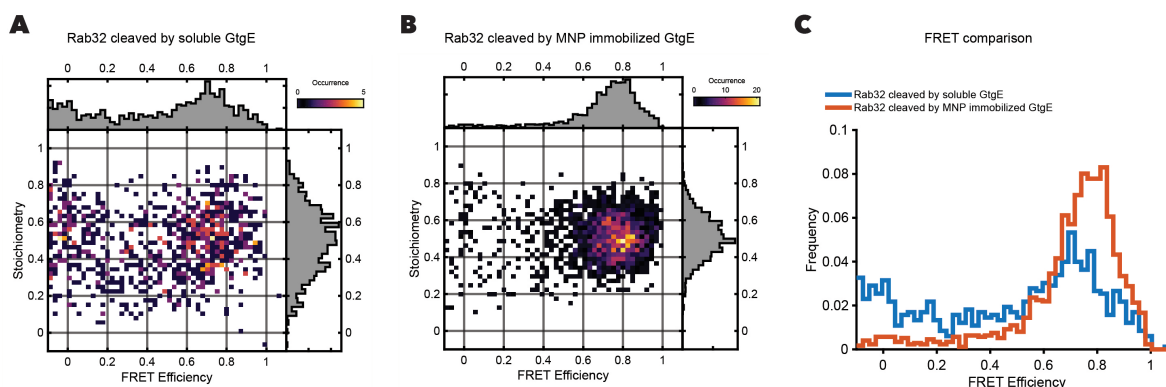 A
Rab32 cleaved by soluble GtgE
0 0.2 0.4 0.6 0.8 1
Occurrence
0 5
1
0.8
0.6
0.4
0.2
0
Stoichiometry
1
0.8
0.6
0.4
0.2
0
0 0.2 0.4 0.6 0.8 1
FRET Efficiency
B
Rab32 cleaved by MNP immobilized GtgE
0 0.2 0.4 0.6 0.8 1
Occurrence
0 10 20
1
0.8
0.6
0.4
0.2
0
Stoichiometry
1
0.8
0.6
0.4
0.2
0
0 0.2 0.4 0.6 0.8 1
FRET Efficiency
C
FRET comparison
Rab32 cleaved by soluble GtgE
Rab32 cleaved by MNP immobilized GtgE
0.1
0.08
0.06
0.04
0.02
0
Frequency
0 0.2 0.4 0.6 0.8 1
FRET Efficiency